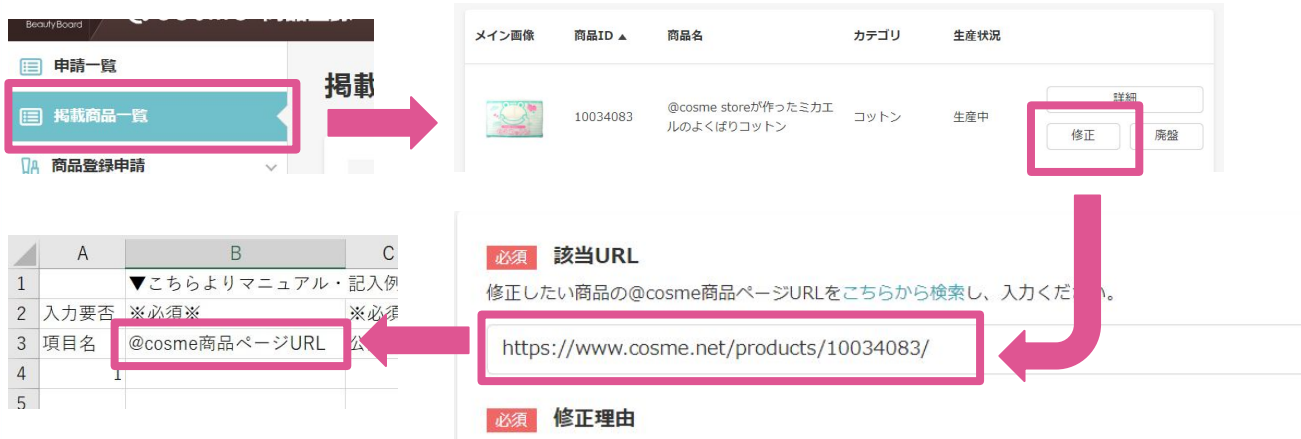 BeautyBoard
申請一覧
掲載商品一覧
商品登録申請
掲載
メイン画像 商品ID ▲ 商品名 カテゴリ 生産状況
10034083 @cosme storeが作ったミカエルのよくばりコットン コットン 生産中
詳細
修正 廃盤
必須 該当URL
修正したい商品の@cosme商品ページURLをこちらから検索し、入力ください。
https://www.cosme.net/products/10034083/
必須 修正理由
A B C
1 ▼こちらよりマニュアル・記入例
2 入力要否 ※必須※ ※必須
3 項目名 @cosme商品ページURL 公
4 1
5